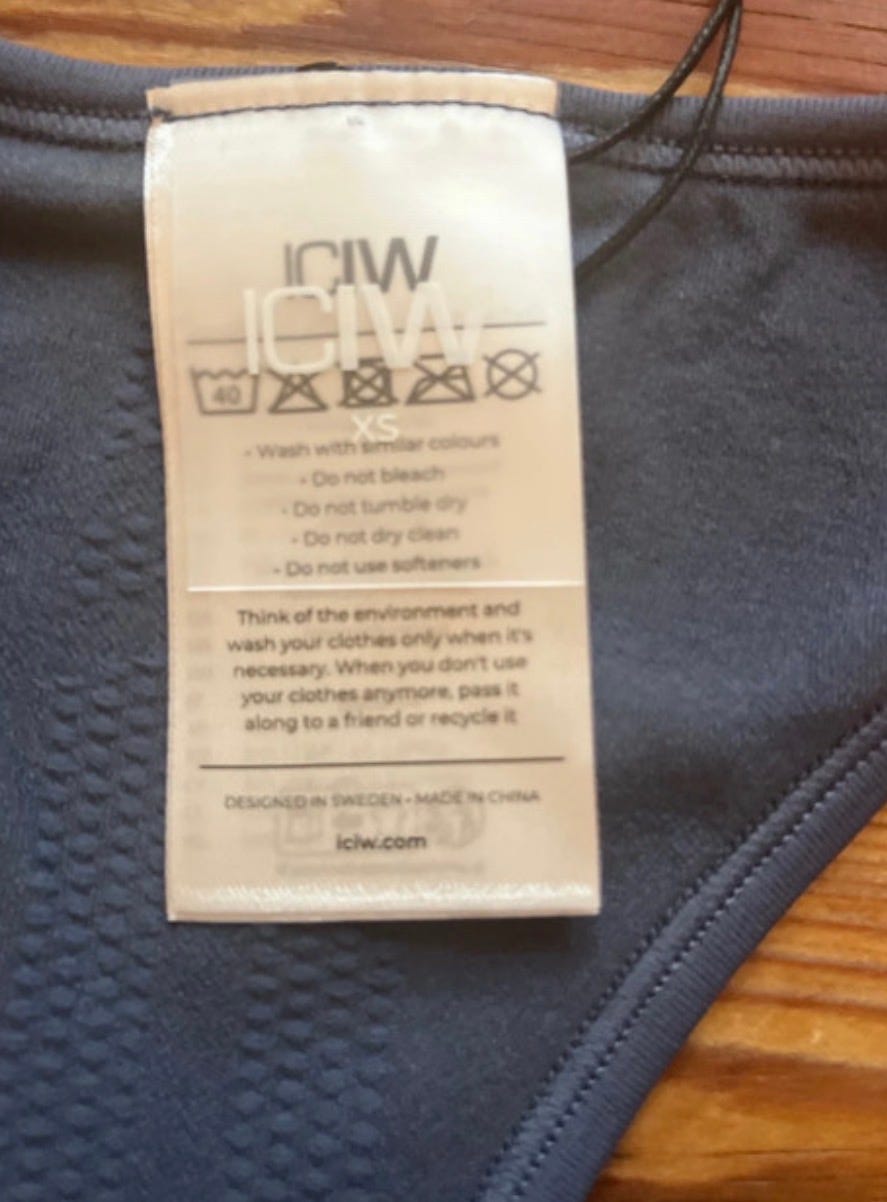 ICIW
ICIW
40
XS
- Wash with similar colours
- Do not bleach
- Do not tumble dry
- Do not dry clean
- Do not use softeners
Think of the environment and
wash your clothes only when it's
necessary. When you don't use
your clothes anymore, pass it
along to a friend or recycle it
DESIGNED IN SWEDEN - MADE IN CHINA
iciw.com